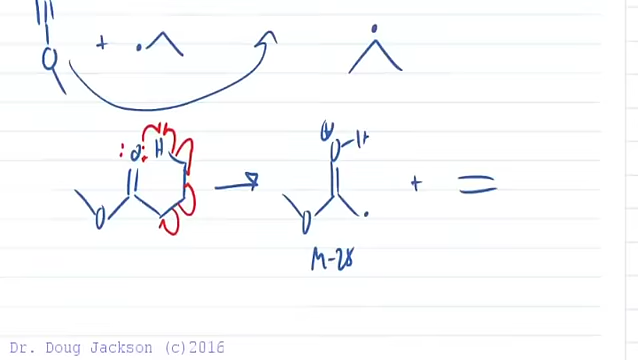 O
+
O H
O-H
+
O
O
M-28
Dr. Doug Jackson (c)2016